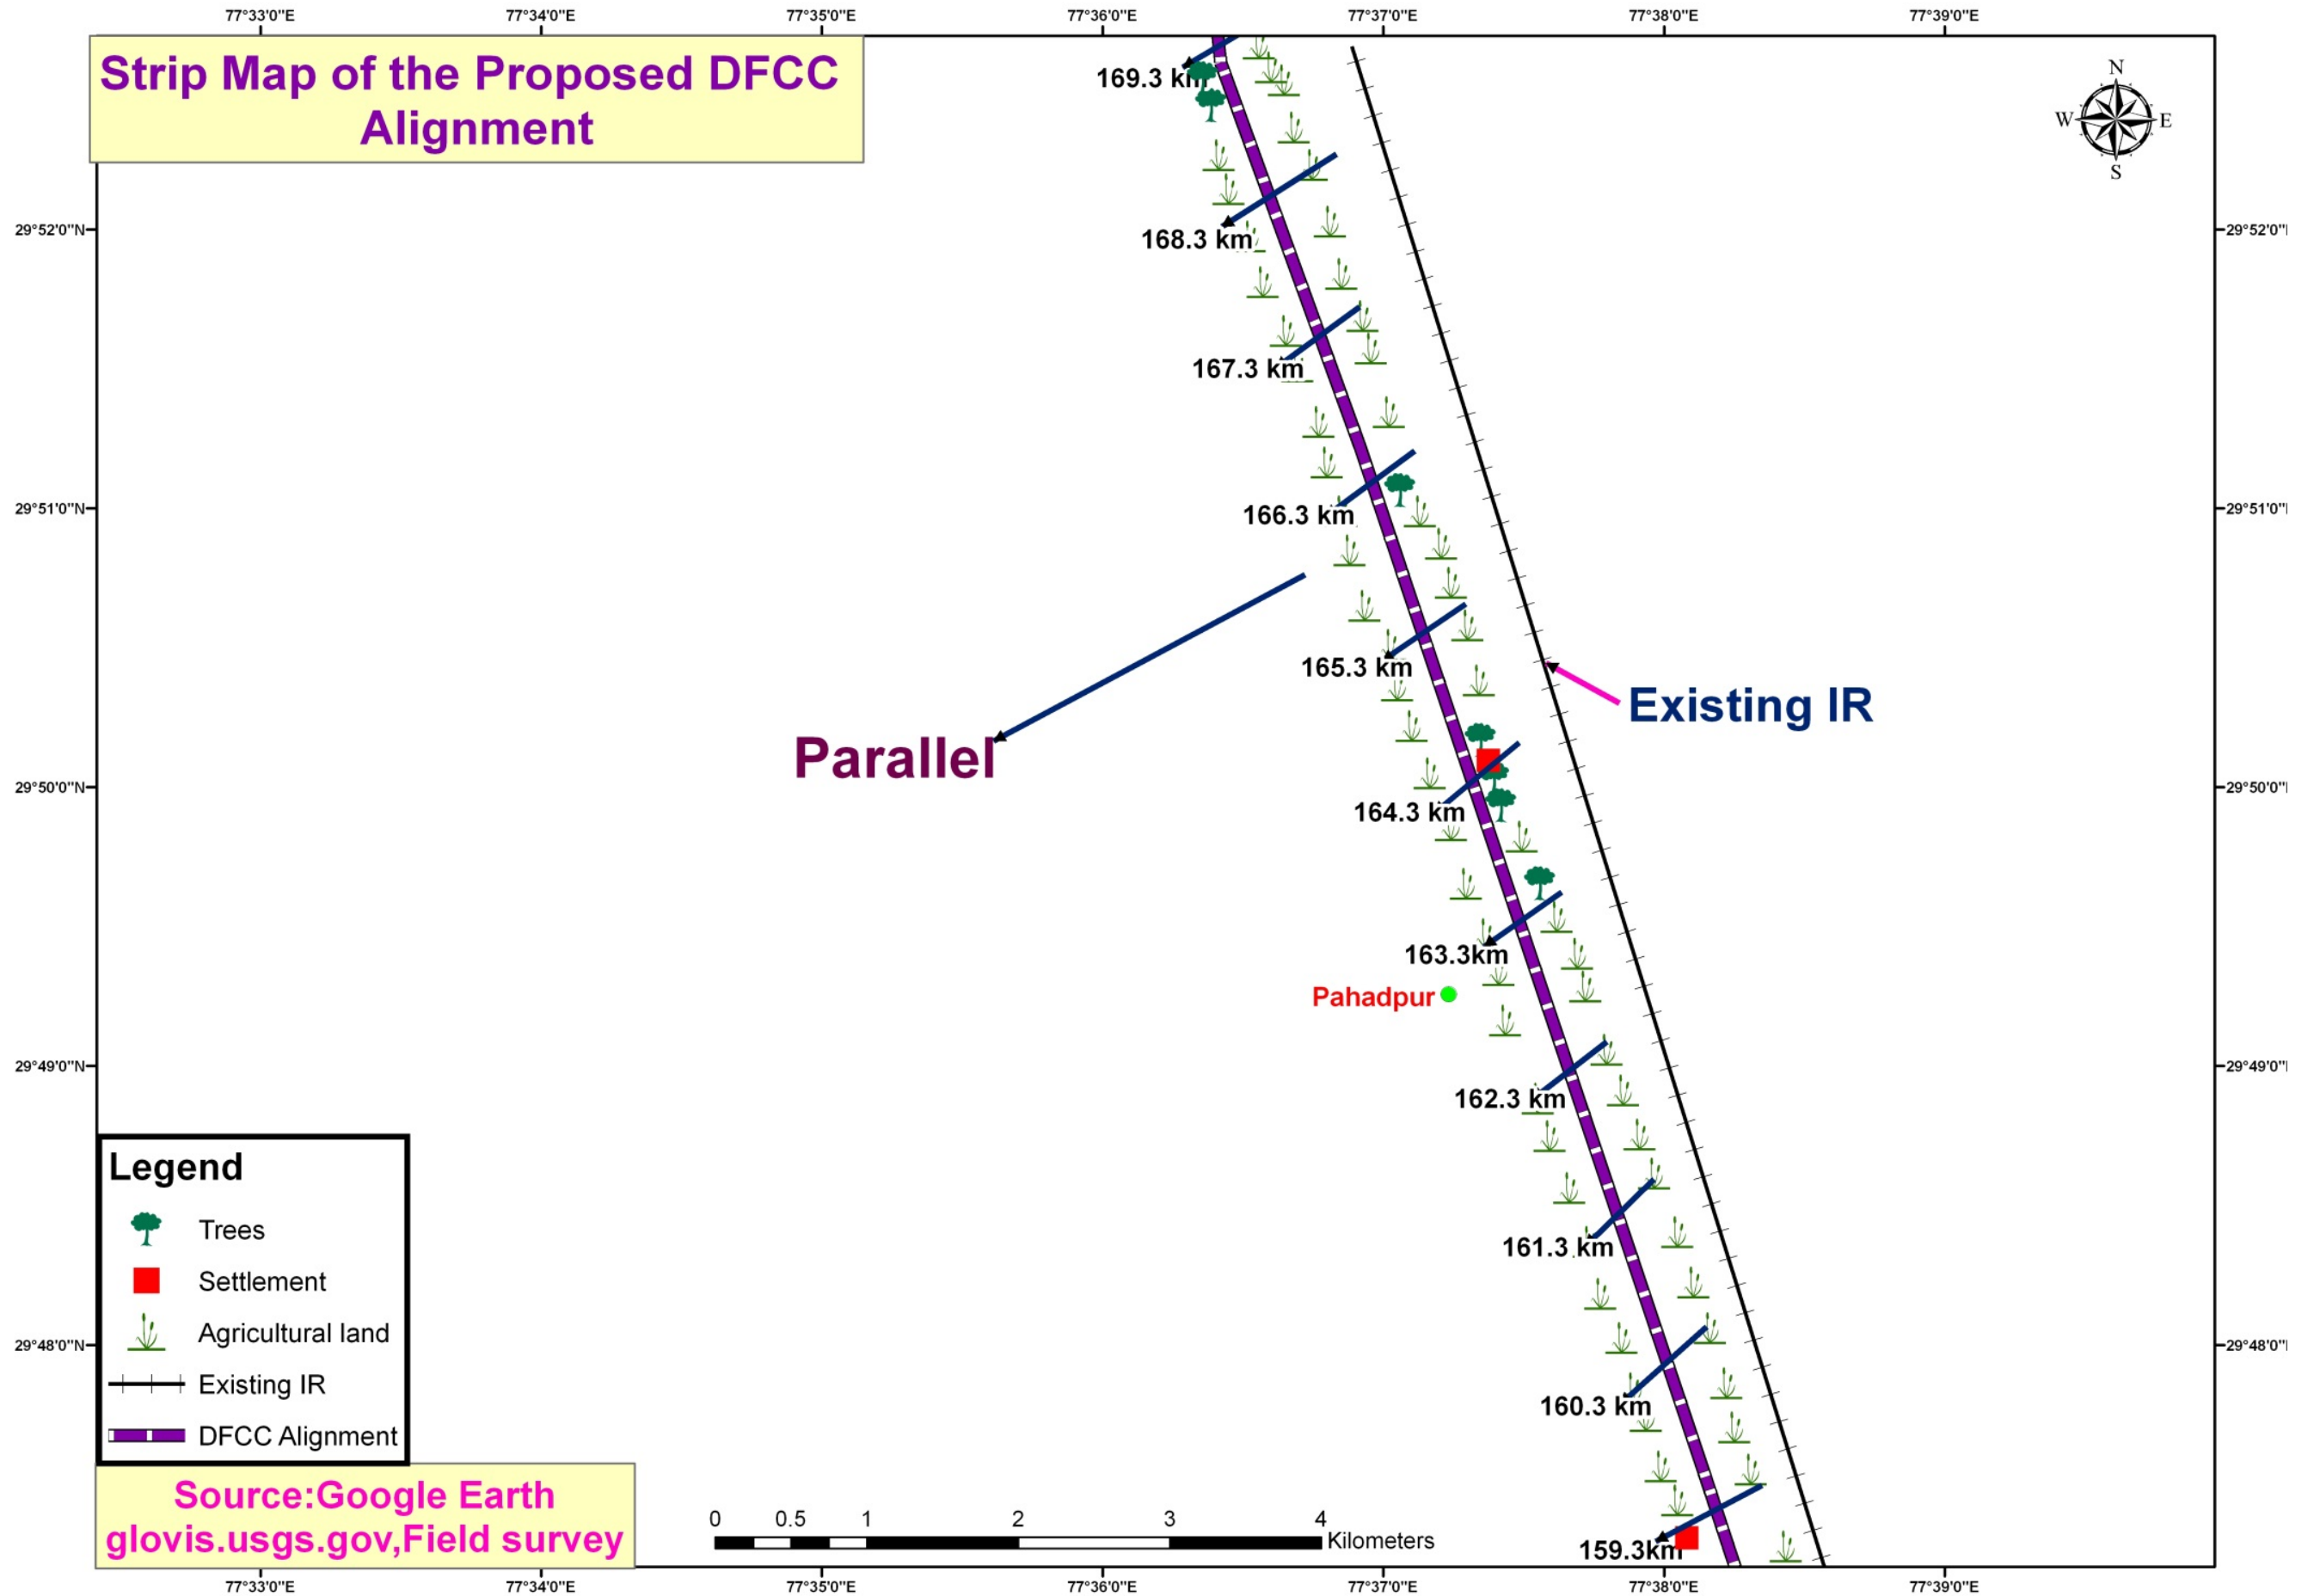 77°33'0"E 77°34'0"E 77°35'0"E 77°36'0"E 77°37'0"E 77°38'0"E 77°39'0"E
Strip Map of the Proposed DFCC
Alignment
N
W E
S
169.3 km
29°52'0"N 168.3 km 29°52'0"
167.3 km
29°51'0"N 166.3 km 29°51'0"
165.3 km
Existing IR
Parallel
29°50'0"N 29°50'0"
164.3 km
163.3km
Pahadpur
29°49'0"N 29°49'0"
162.3 km
Legend
Trees
161.3 km
Settlement
Agricultural land
29°48'0"N 29°48'0"
Existing IR
160.3 km
DFCC Alignment
Source:Google Earth
glovis.usgs.gov,Field survey
0 0.5 1 2 3 4
Kilometers
159.3km
77°33'0"E 77°34'0"E 77°35'0"E 77°36'0"E 77°37'0"E 77°38'0"E 77°39'0"E